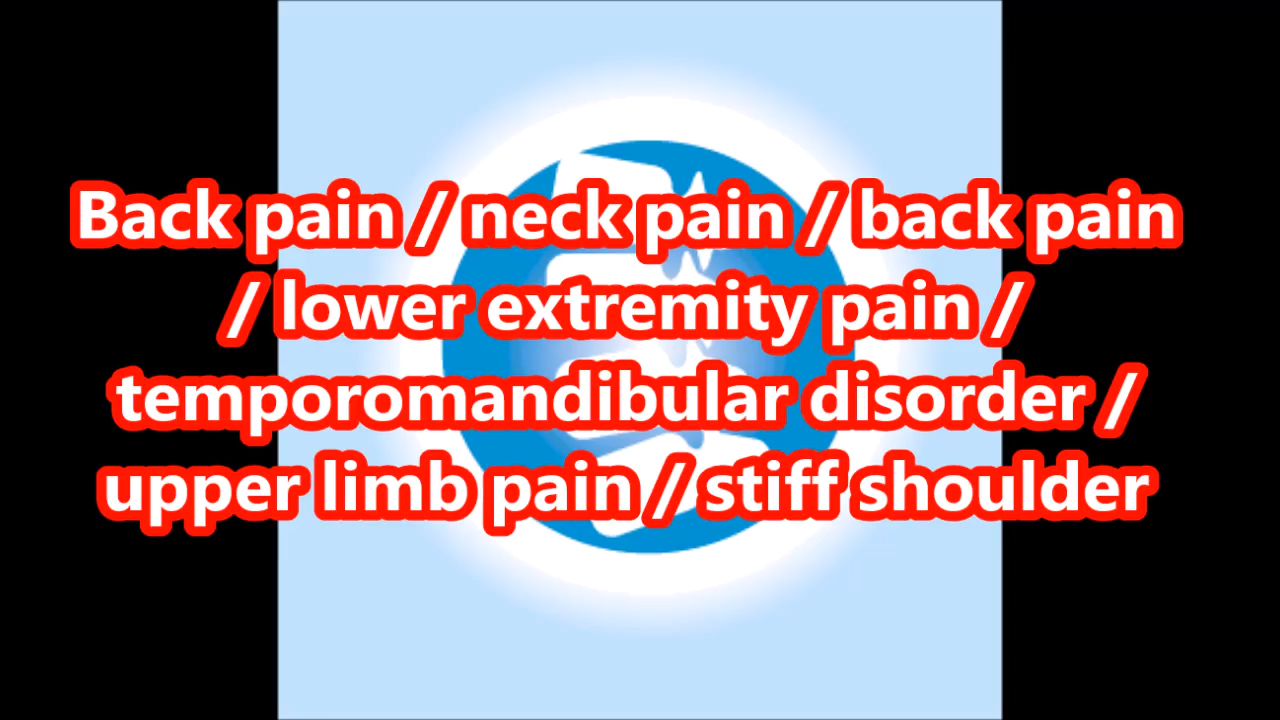 Back pain / neck pain / back pain
/ lower extremity pain /
temporomandibular disorder /
upper limb pain / stiff shoulder